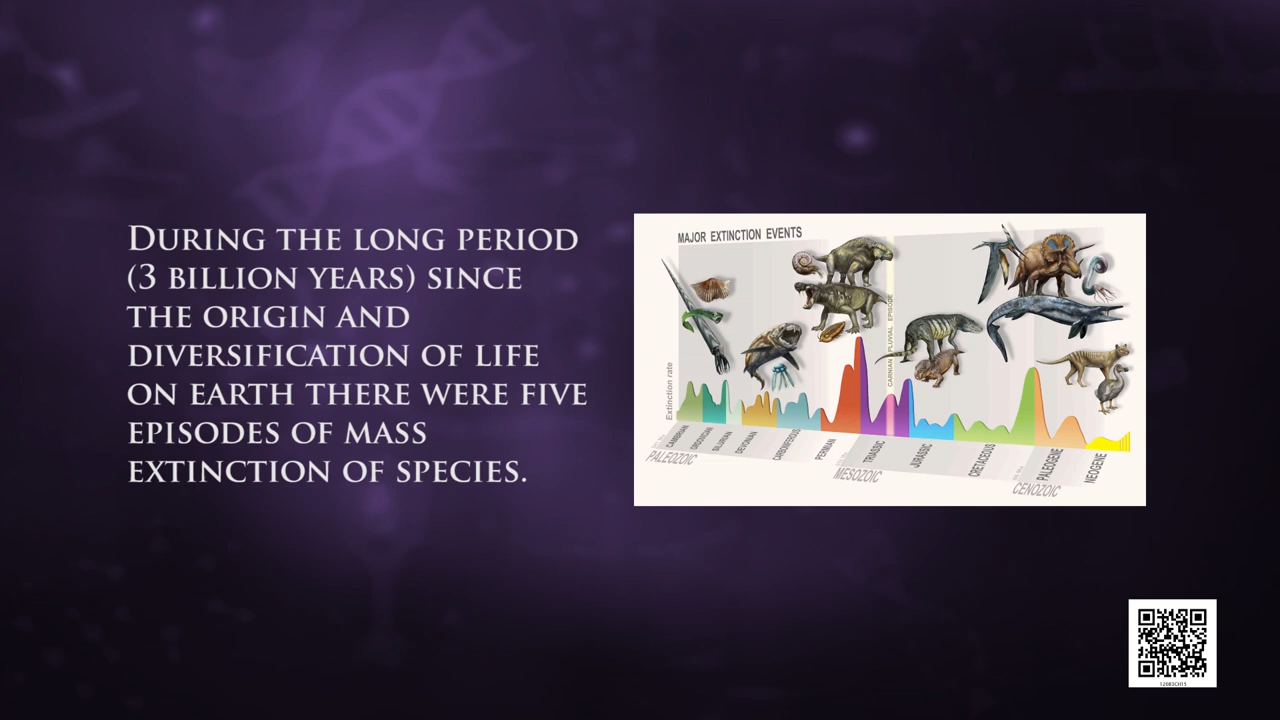 DURING THE LONG PERIOD
(3 BILLION YEARS) SINCE
THE ORIGIN AND
DIVERSIFICATION OF LIFE
ON EARTH THERE WERE FIVE
EPISODES OF MASS
EXTINCTION OF SPECIES.
MAJOR EXTINCTION EVENTS
Extinction rate
CARNIAN PLUVIAL EPISODE
CAMBRIAN
ORDOVICIAN
SILURIAN
DEVONIAN
CARBONIFEROUS
PERMIAN
TRIASSIC
JURASSIC
CRETACEOUS
PALEOGENE
NEOGENE
PALEOZOIC
MESOZOIC
CENOZOIC
12083CH15